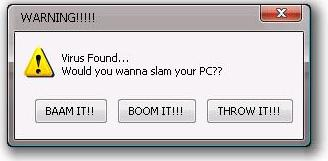 WARNING!!!!!
Virus Found...
Would you wanna slam your PC??
BAAM IT!! BOOM IT!!! THROW IT!!!